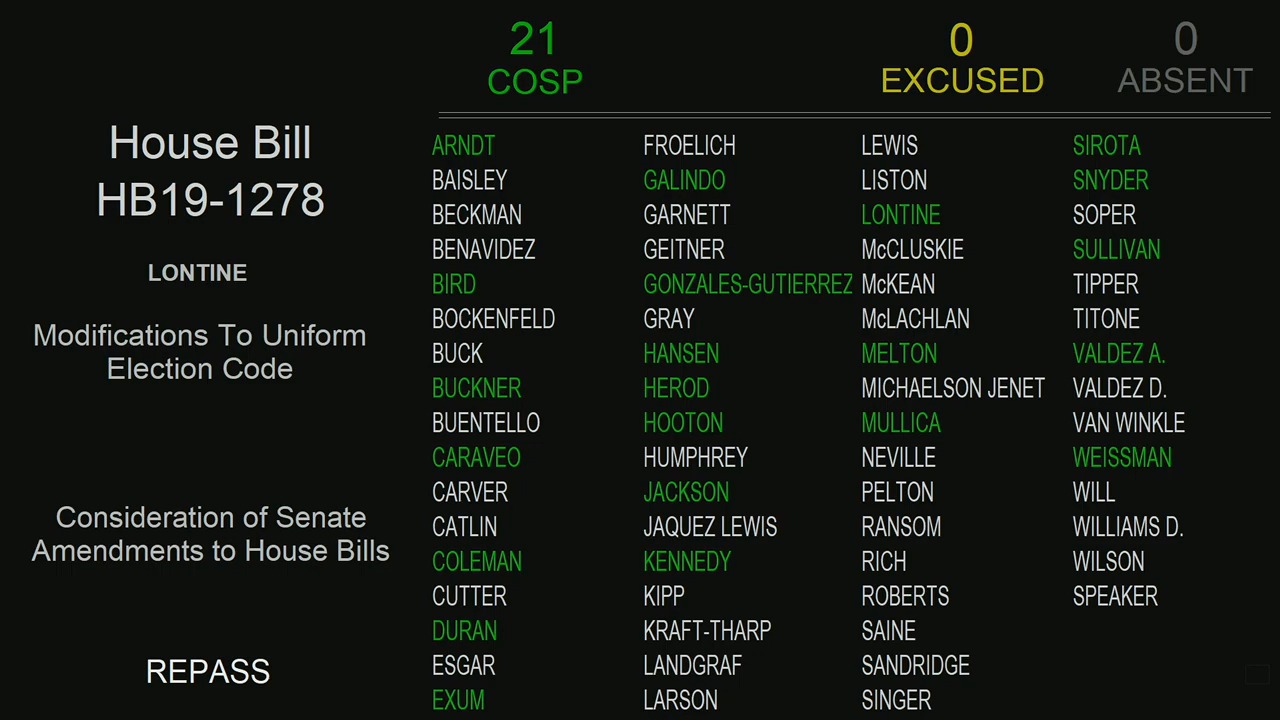 21
COSP
0
EXCUSED
0
ABSENT
House Bill
HB19-1278
LONTINE
Modifications To Uniform
Election Code
Consideration of Senate
Amendments to House Bills
REPASS
ARNDT
BAISLEY
BECKMAN
BENAVIDEZ
BIRD
BOCKENFELD
BUCK
BUCKNER
BUENTELLO
CARAVEO
CARVER
CATLIN
COLEMAN
CUTTER
DURAN
ESGAR
EXUM
FROELICH
GALINDO
GARNETT
GEITNER
GONZALES-GUTIERREZ
GRAY
HANSEN
HEROD
HOOTON
HUMPHREY
JACKSON
JAQUEZ LEWIS
KENNEDY
KIPP
KRAFT-THARP
LANDGRAF
LARSON
LEWIS
LISTON
LONTINE
McCLUSKIE
McKEAN
McLACHLAN
MELTON
MICHAELSON JENET
MULLICA
NEVILLE
PELTON
RANSOM
RICH
ROBERTS
SAINE
SANDRIDGE
SINGER
SIROTA
SNYDER
SOPER
SULLIVAN
TIPPER
TITONE
VALDEZ A.
VALDEZ D.
VAN WINKLE
WEISSMAN
WILL
WILLIAMS D.
WILSON
SPEAKER